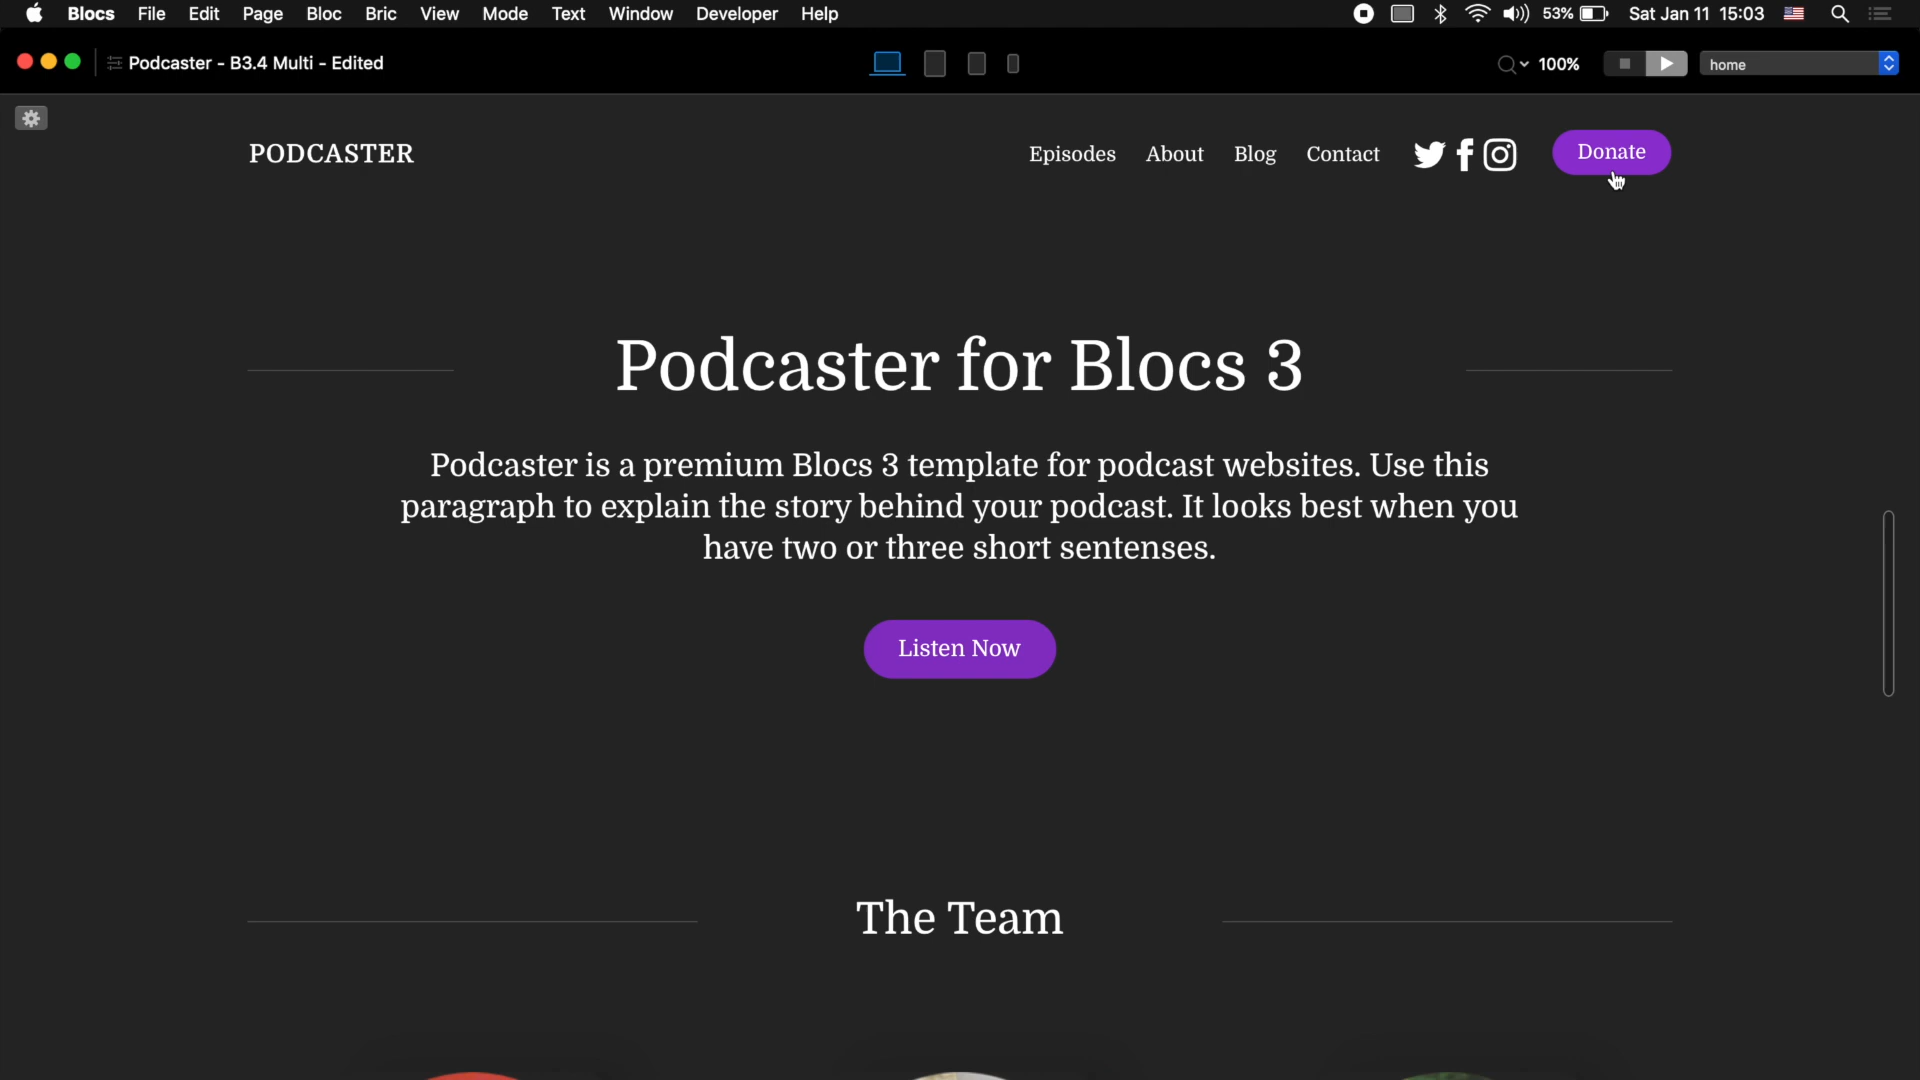 Blocs File Edit Page Bloc Bric View Mode Text Window Developer Help 53% Sat Jan 11 15:03
Podcaster - B3.4 Multi - Edited 100% home
PODCASTER Episodes About Blog Contact Donate
Podcaster for Blocs 3
Podcaster is a premium Blocs 3 template for podcast websites. Use this
paragraph to explain the story behind your podcast. It looks best when you
have two or three short sentenses.
Listen Now
The Team